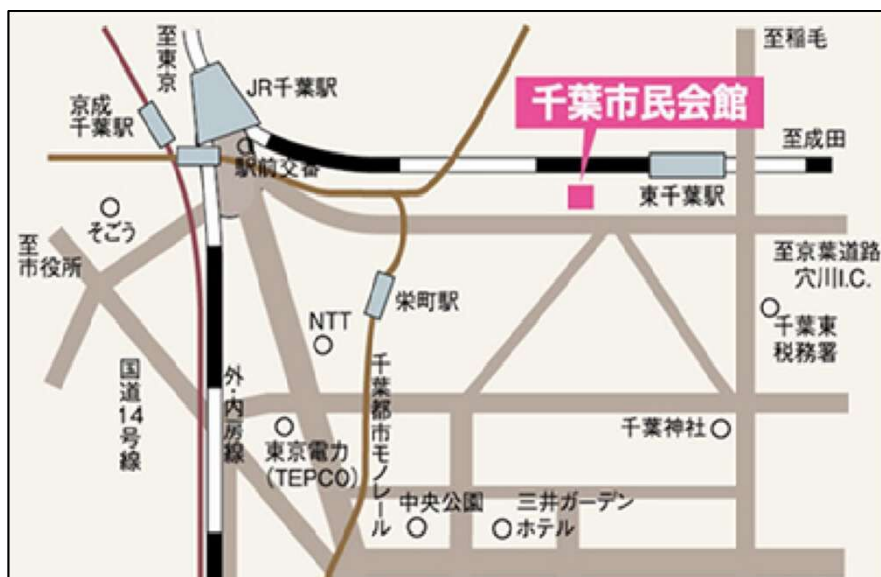 至東京
JR千葉駅
京成
千葉駅
駅前交番
千葉市民会館
至稲毛
至成田
東千葉駅
そごう
至
市役所
至京葉道路
穴川I.C.
千葉東
税務署
栄町駅
NTT
国道14号線
外・内房線
千葉都市モノレール
東京電力
(TEPCO)
千葉神社
中央公園
三井ガーデン
ホテル